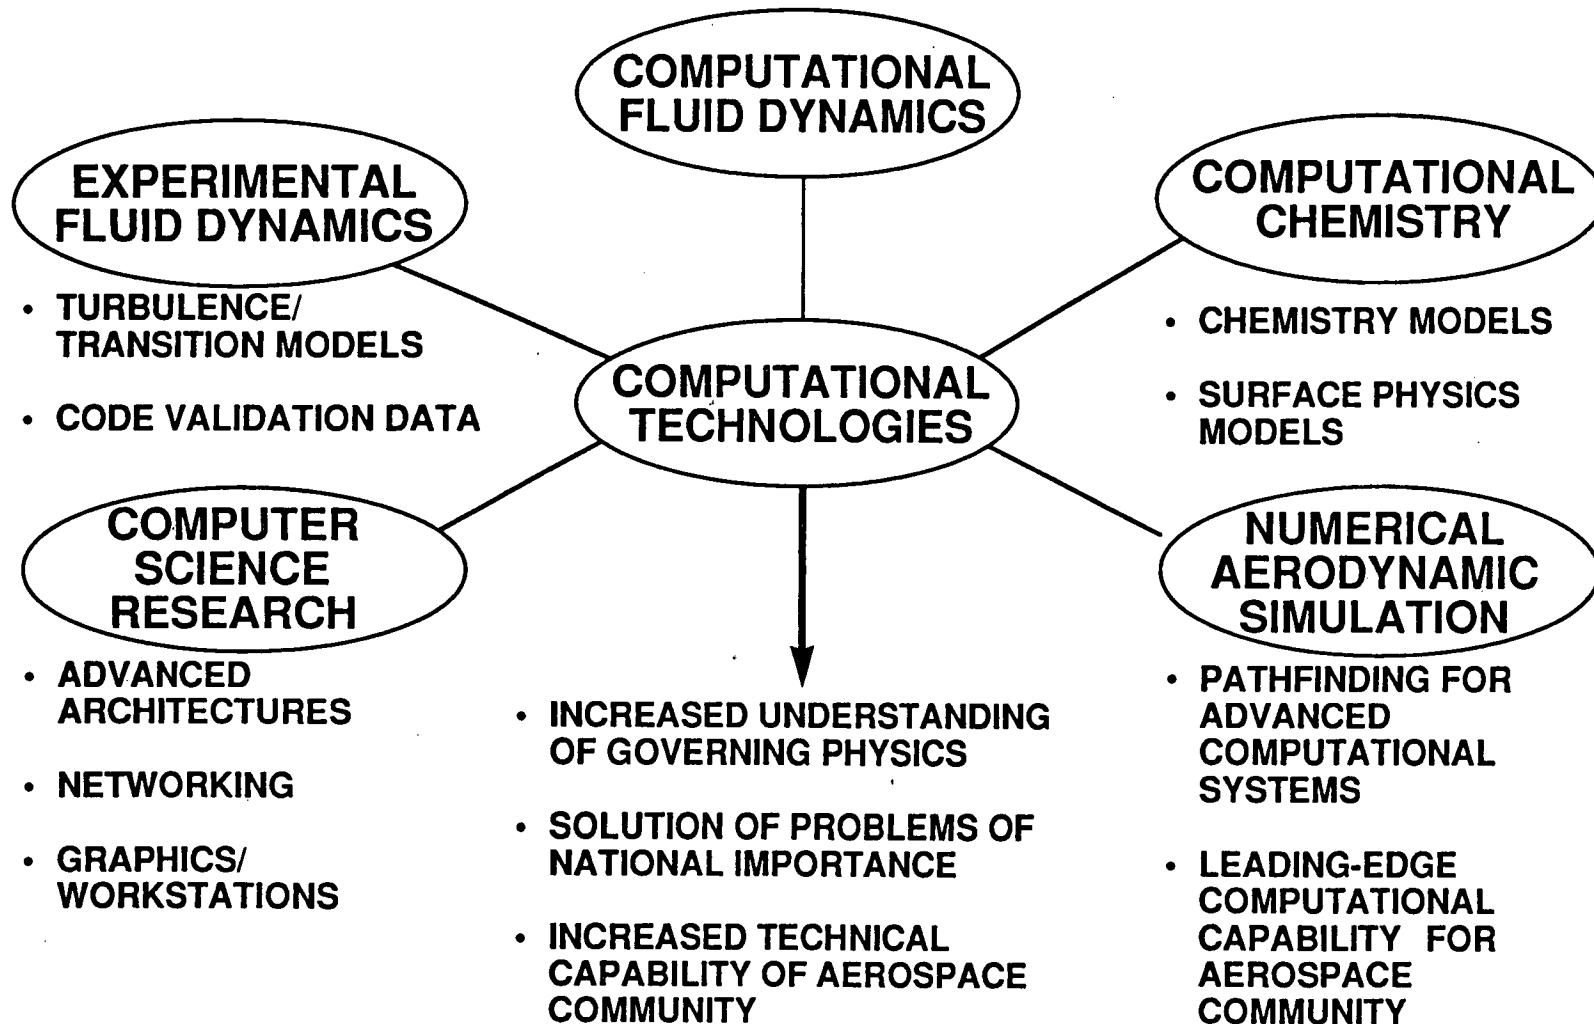 COMPUTATIONAL
FLUID DYNAMICS
EXPERIMENTAL
FLUID DYNAMICS
• TURBULENCE/
TRANSITION MODELS
• CODE VALIDATION DATA
COMPUTATIONAL
CHEMISTRY
• CHEMISTRY MODELS
• SURFACE PHYSICS
MODELS
COMPUTATIONAL
TECHNOLOGIES
COMPUTER
SCIENCE
RESEARCH
• ADVANCED
ARCHITECTURES
• NETWORKING
• GRAPHICS/
WORKSTATIONS
• INCREASED UNDERSTANDING
OF GOVERNING PHYSICS
• SOLUTION OF PROBLEMS OF
NATIONAL IMPORTANCE
• INCREASED TECHNICAL
CAPABILITY OF AEROSPACE
COMMUNITY
NUMERICAL
AERODYNAMIC
SIMULATION
• PATHFINDING FOR
ADVANCED
COMPUTATIONAL
SYSTEMS
• LEADING-EDGE
COMPUTATIONAL
CAPABILITY FOR
AEROSPACE
COMMUNITY